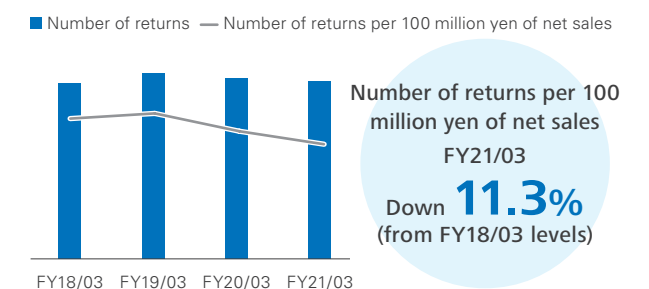 Number of returns Number of returns per 100 million yen of net sales
Number of returns per 100
million yen of net sales
FY21/03
Down 11.3%
(from FY18/03 levels)
FY18/03 FY19/03 FY20/03 FY21/03